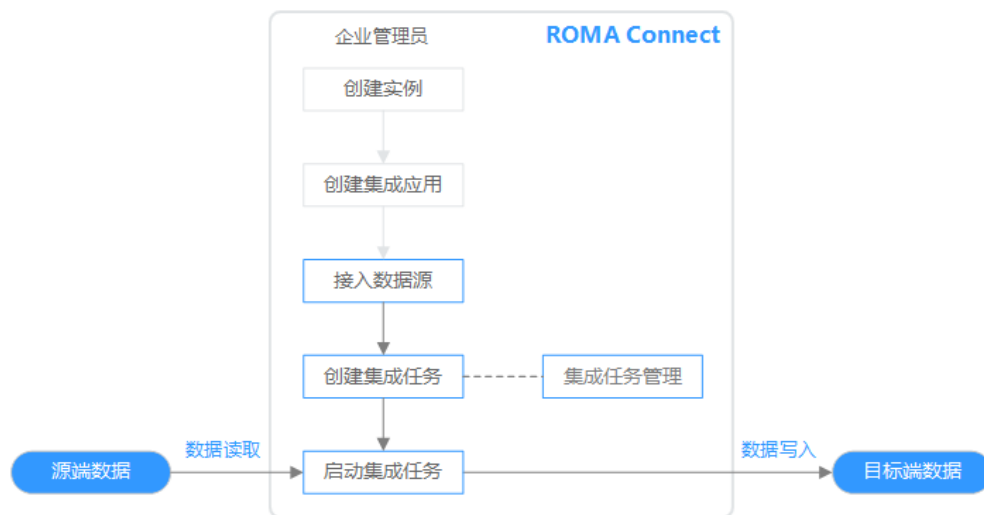 企业管理员
ROMA Connect
创建实例
创建集成应用
接入数据源
创建集成任务
集成任务管理
数据读取
数据写入
源端数据
启动集成任务
目标端数据